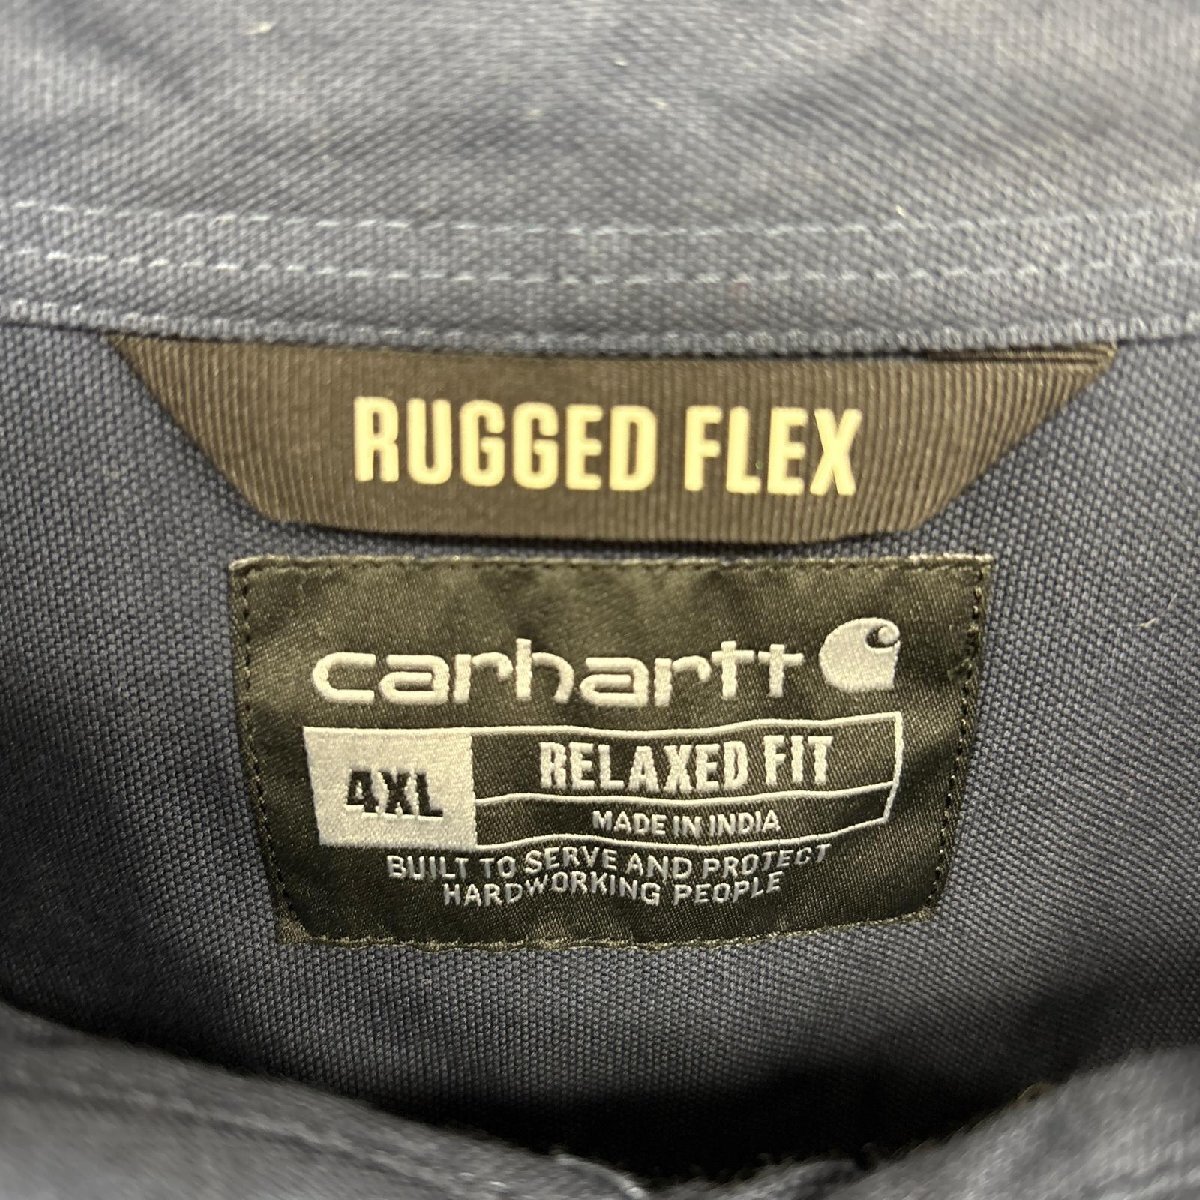 RUGGED FLEX
carhartt
4XL
RELAXED FIT
MADE IN INDIA
BUILT TO SERVE AND PROTECT
HARDWORKING PEOPLE